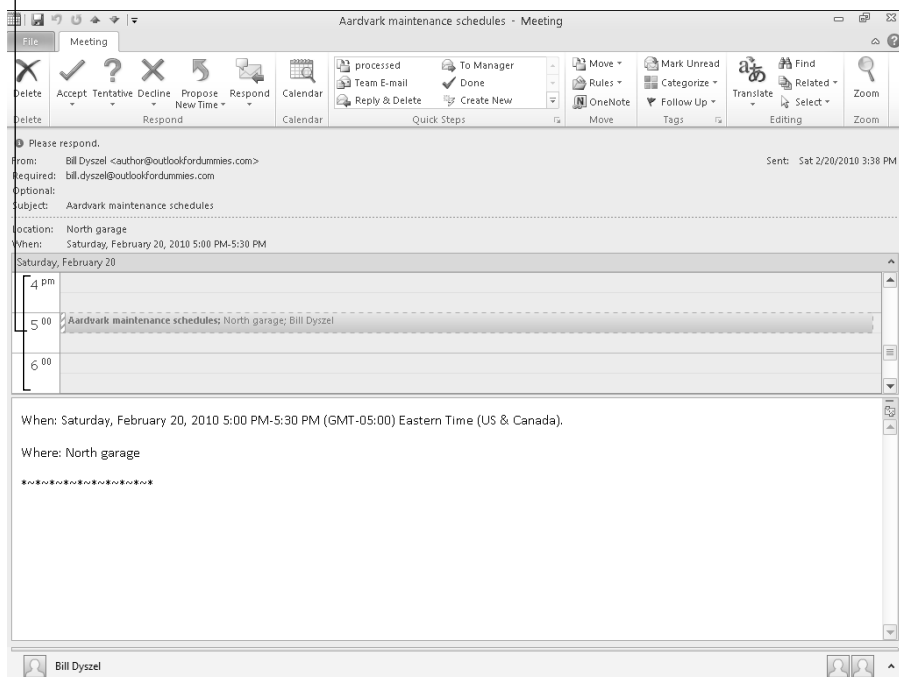 Aardvark maintenance schedules - Meeting
File Meeting
Delete Accept Tentative Decline Propose New Time Respond Calendar
processed To Manager
Team E-mail Done
Reply & Delete Create New
Move
Rules
OneNote
Mark Unread
Categorize
Follow Up
Translate
Find
Related
Select
Zoom
Delete Respond Calendar Quick Steps Move Tags Editing Zoom
Please respond.
From: Bill Dyszel <author@outlookfordummies.com> Sent: Sat 2/20/2010 3:38 PM
Required: bill.dyszel@outlookfordummies.com
Optional:
Subject: Aardvark maintenance schedules
Location: North garage
When: Saturday, February 20, 2010 5:00 PM-5:30 PM
Saturday, February 20
4 pm
5 00 Aardvark maintenance schedules; North garage; Bill Dyszel
6 00
When: Saturday, February 20, 2010 5:00 PM-5:30 PM (GMT-05:00) Eastern Time (US & Canada).
Where: North garage
*~*~*~*~*~*~*~*~*~*
Bill Dyszel